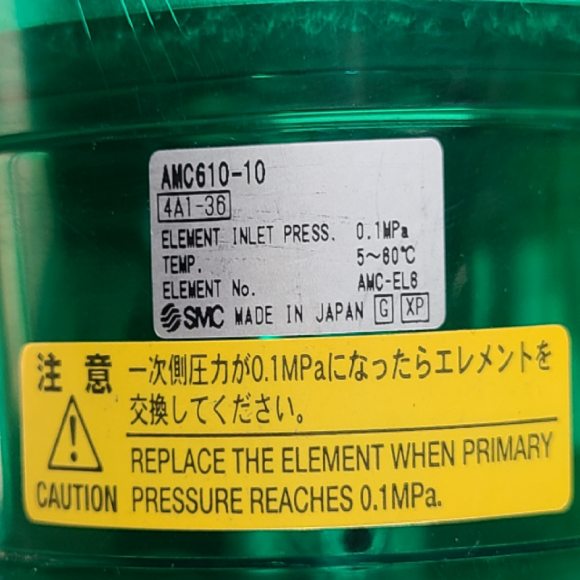 AMC610-10
4A1-36
ELEMENT INLET PRESS. 0.1MPa
TEMP. 5～60℃
ELEMENT No. AMC-EL6
SMC MADE IN JAPAN G XP
注意 一次側圧力が0.1MPaになったらエレメントを
交換してください。
REPLACE THE ELEMENT WHEN PRIMARY
CAUTION PRESSURE REACHES 0.1MPa.